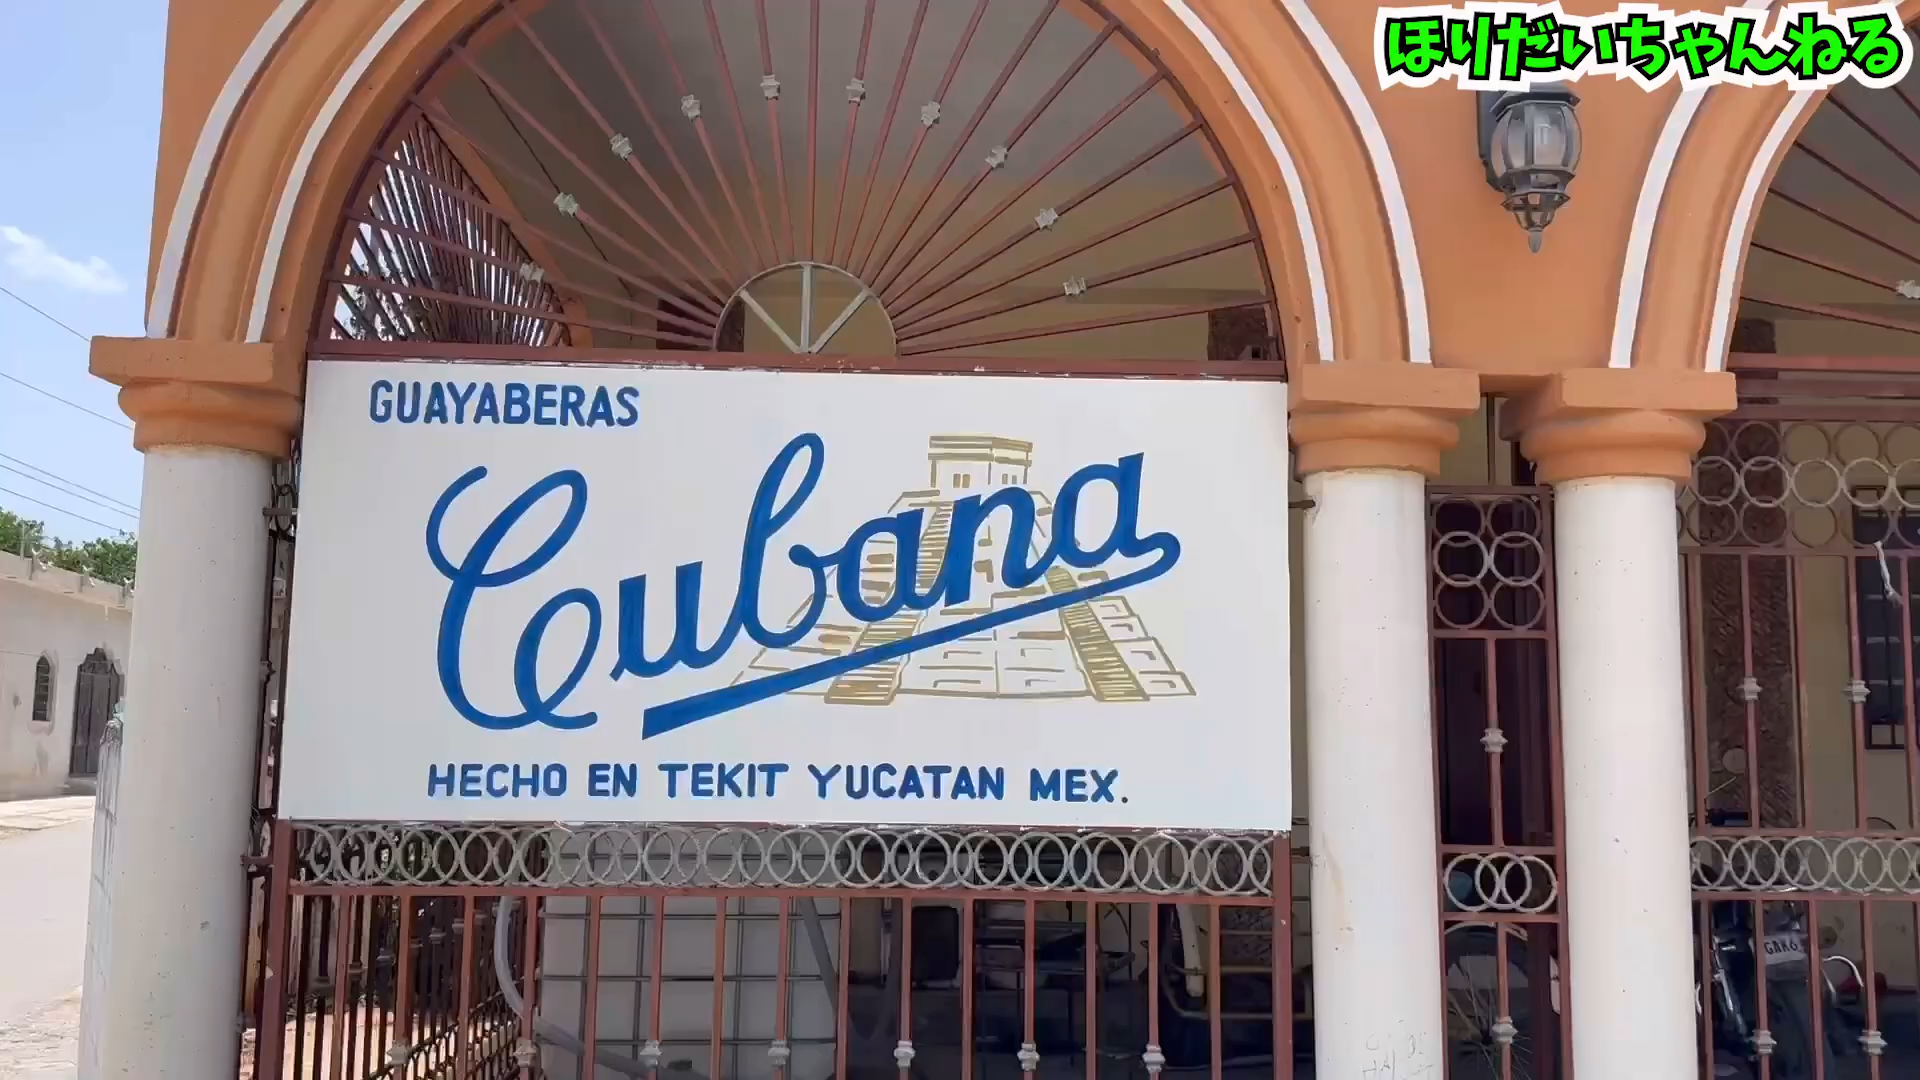 ほりだいちゃんねる
GUAYABERAS
Cubana
HECHO EN TEKIT YUCATAN MEX.